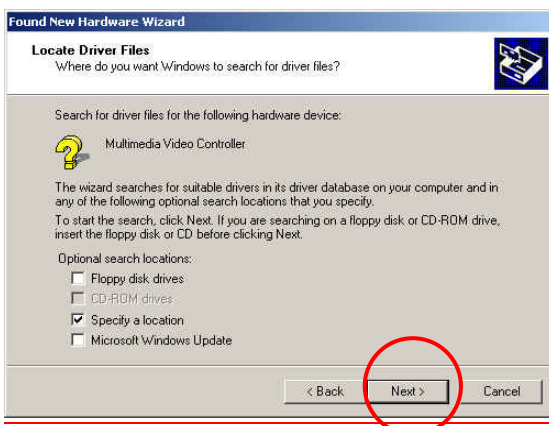 Found New Hardware Wizard
Locate Driver Files
Where do you want Windows to search for driver files?
Search for driver files for the following hardware device:
Multimedia Video Controller
The wizard searches for suitable drivers in its driver database on your computer and in
any of the following optional search locations that you specify.
To start the search, click Next. If you are searching on a floppy disk or CD-ROM drive,
insert the floppy disk or CD before clicking Next.
Optional search locations:
Floppy disk drives
CD-ROM drives
Specify a location
Microsoft Windows Update
< Back Next > Cancel